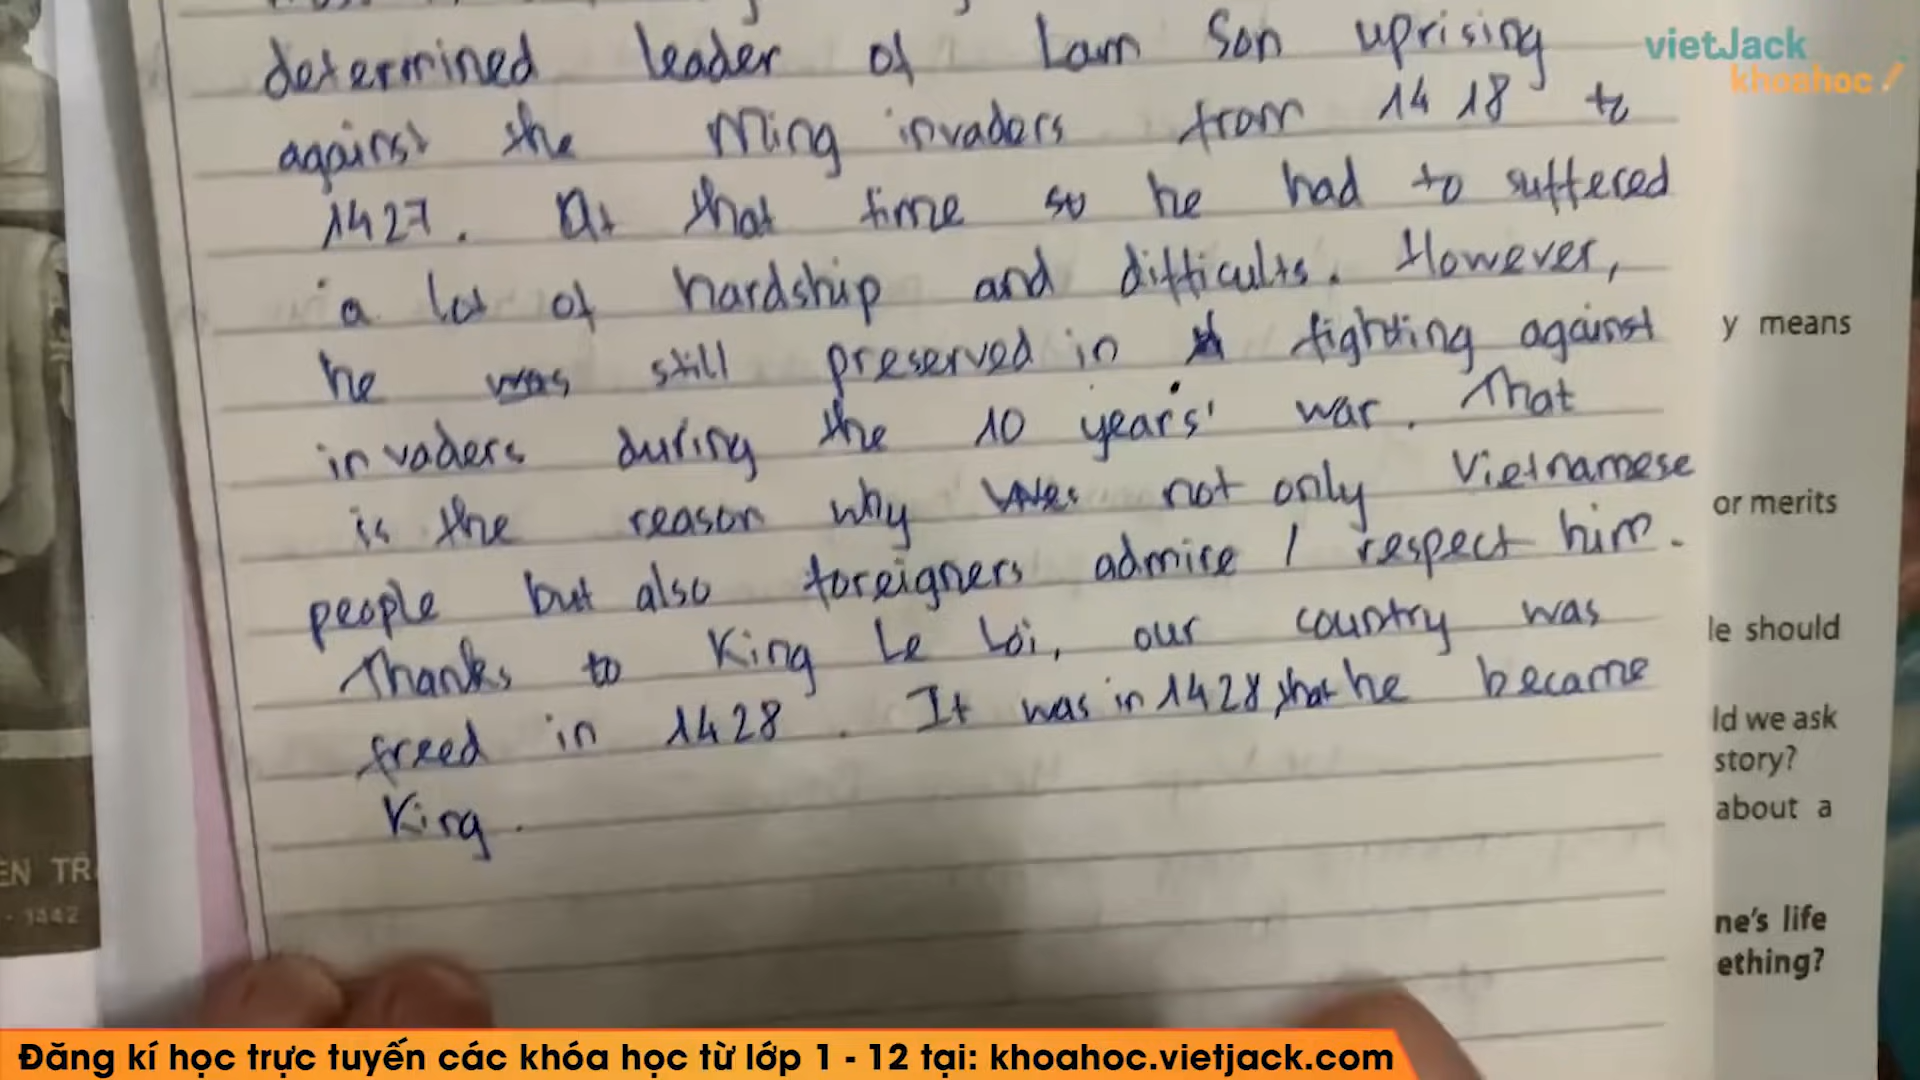 determined leader of Lam Son uprising
against the Ming invaders from 1418 to
1427. At that time so he had to suffered
a lot of hardship and difficults. However,
he was still preserved in fighting against
invaders during the 10 years' war. That
is the reason why not only Vietnamese
people but also foreigners admire / respect him.
Thanks to King Le Loi, our country was
freed in 1428. It was in 1428 that he became
King.
vietJack
khoahoc
y means
or merits
le should
ld we ask
story?
about a
ne's life
ething?
EN TR
- 1442
Đăng kí học trực tuyến các khóa học từ lớp 1 - 12 tại: khoahoc.vietjack.com